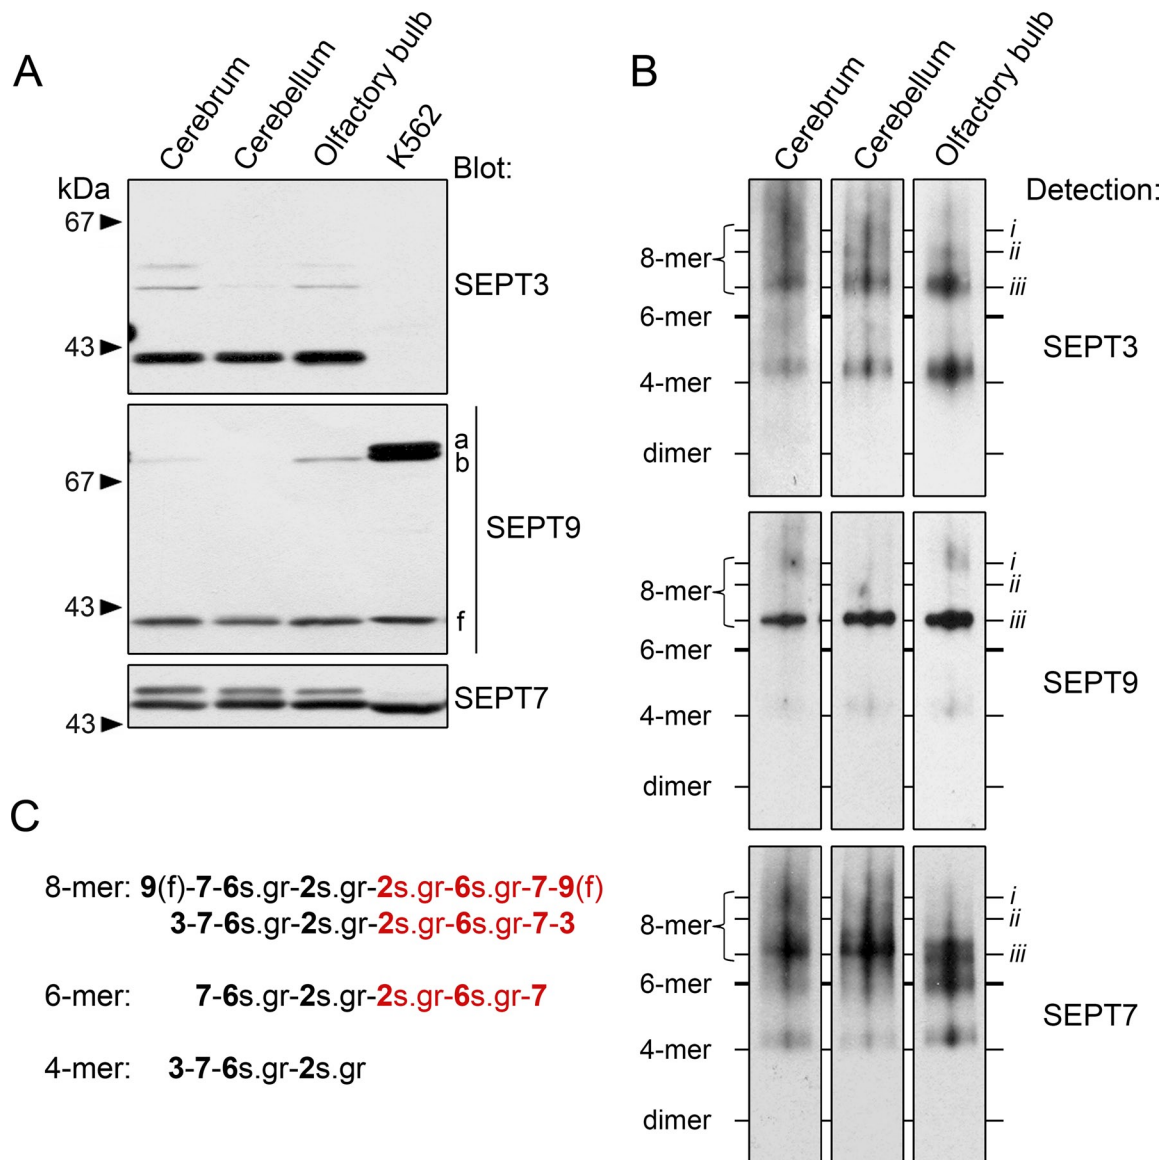 A
Cerebrum
Cerebellum
Olfactory bulb
K562
Blot:
kDa
67
43
SEPT3
67
43
a
b
f
SEPT9
43
SEPT7
B
Cerebrum
Cerebellum
Olfactory bulb
Detection:
8-mer
6-mer
4-mer
dimer
i
ii
iii
SEPT3
8-mer
6-mer
4-mer
dimer
i
ii
iii
SEPT9
8-mer
6-mer
4-mer
dimer
i
ii
iii
SEPT7
C
8-mer: 9(f)-7-6s.gr-2s.gr-2s.gr-6s.gr-7-9(f)
3-7-6s.gr-2s.gr-2s.gr-6s.gr-7-3
6-mer: 7-6s.gr-2s.gr-2s.gr-6s.gr-7
4-mer: 3-7-6s.gr-2s.gr